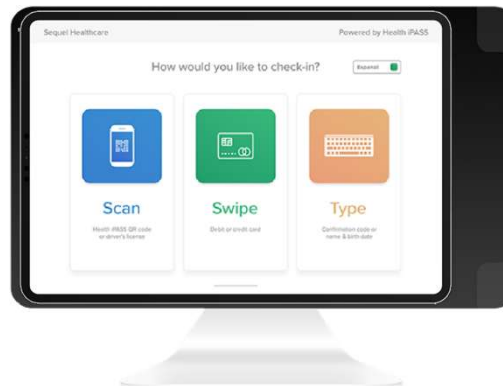 Sequel Healthcare
Powered by Health iPASS
How would you like to check-in?
Espanol
Scan
Health iPASS QR code
or driver's license
Swipe
Debit or credit card
Type
Confirmation code or
name & birth date